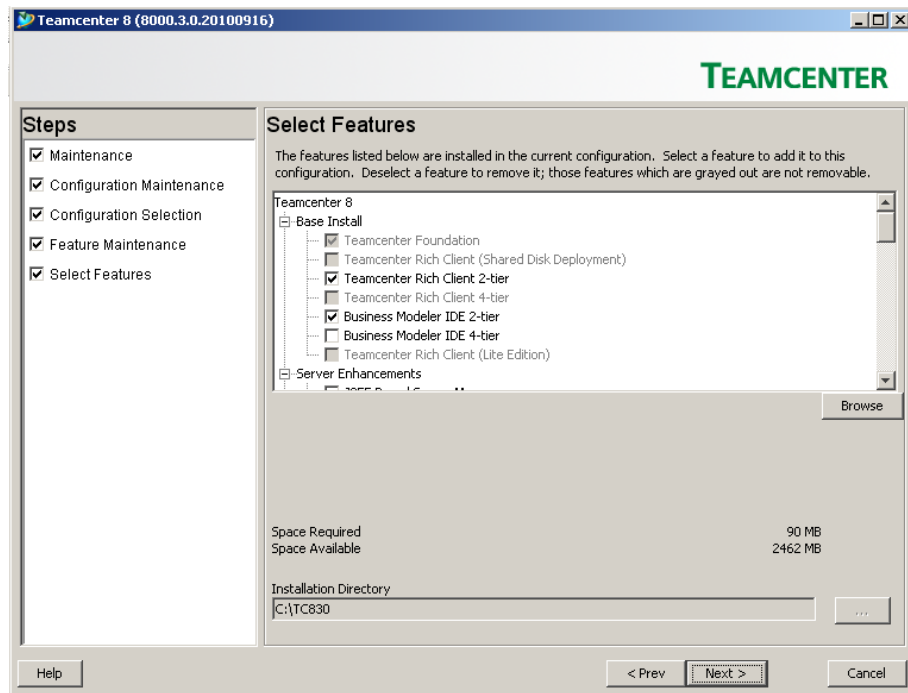 Teamcenter 8 (8000.3.0.20100916)
TEAMCENTER
Steps
Maintenance
Configuration Maintenance
Configuration Selection
Feature Maintenance
Select Features
Select Features
The features listed below are installed in the current configuration. Select a feature to add it to this
configuration. Deselect a feature to remove it; those features which are grayed out are not removable.
Teamcenter 8
Base Install
Teamcenter Foundation
Teamcenter Rich Client (Shared Disk Deployment)
Teamcenter Rich Client 2-tier
Teamcenter Rich Client 4-tier
Business Modeler IDE 2-tier
Business Modeler IDE 4-tier
Teamcenter Rich Client (Lite Edition)
Server Enhancements
Browse
Space Required 90 MB
Space Available 2462 MB
Installation Directory
C:\TC830
...
Help
< Prev
Next >
Cancel